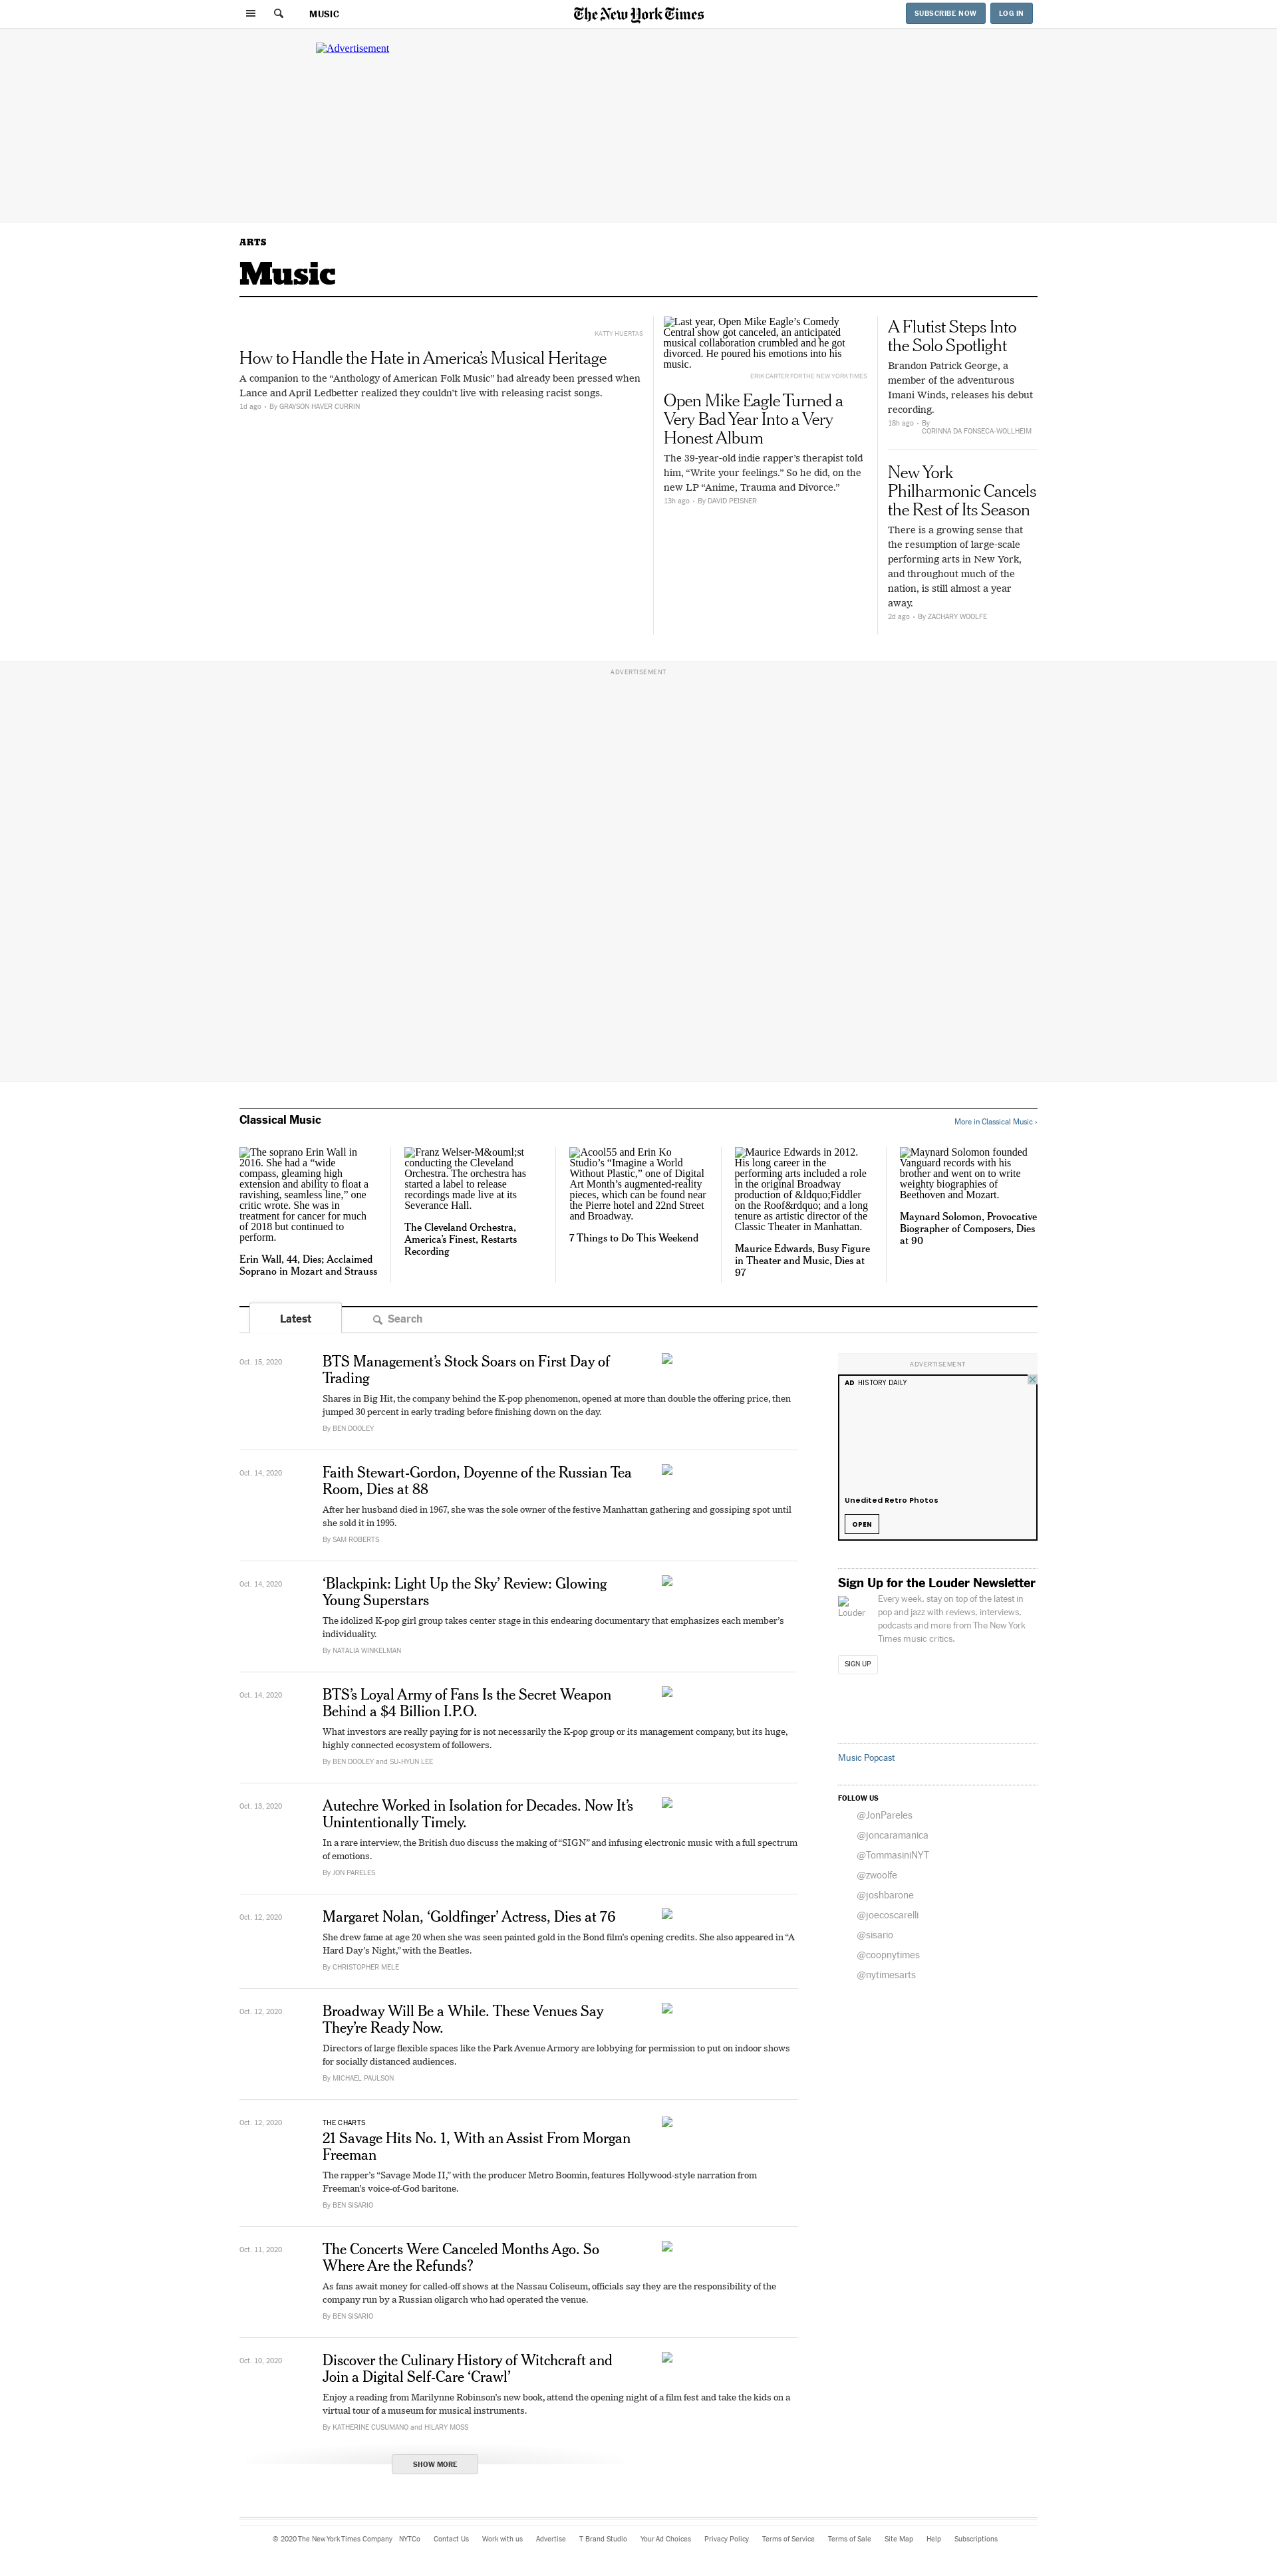 MUSIC
The New York Times
SUBSCRIBE NOW
LOG IN
Advertisement
ARTS
Music
KATTY HUERTAS
How to Handle the Hate in America’s Musical Heritage
A companion to the “Anthology of American Folk Music” had already been pressed when
Lance and April Ledbetter realized they couldn’t live with releasing racist songs.
1d ago • By GRAYSON HAVER CURRIN
Last year, Open Mike Eagle’s Comedy
Central show got canceled, an anticipated
musical collaboration crumbled and he got
divorced. He poured his emotions into his
music.
ERIK CARTER FOR THE NEW YORK TIMES
Open Mike Eagle Turned a
Very Bad Year Into a Very
Honest Album
The 39-year-old indie rapper’s therapist told
him, “Write your feelings.” So he did, on the
new LP “Anime, Trauma and Divorce.”
13h ago • By DAVID PEISNER
A Flutist Steps Into
the Solo Spotlight
Brandon Patrick George, a
member of the adventurous
Imani Winds, releases his debut
recording.
18h ago • By
CORINNA DA FONSECA-WOLLHEIM
New York
Philharmonic Cancels
the Rest of Its Season
There is a growing sense that
the resumption of large-scale
performing arts in New York,
and throughout much of the
nation, is still almost a year
away.
2d ago • By ZACHARY WOOLFE
ADVERTISEMENT
Classical Music
More in Classical Music ›
The soprano Erin Wall in
2016. She had a “wide
compass, gleaming high
extension and ability to float a
ravishing, seamless line,” one
critic wrote. She was in
treatment for cancer for much
of 2018 but continued to
perform.
Erin Wall, 44, Dies; Acclaimed
Soprano in Mozart and Strauss
Franz Welser-M&ouml;st
conducting the Cleveland
Orchestra. The orchestra has
started a label to release
recordings made live at its
Severance Hall.
The Cleveland Orchestra,
America’s Finest, Restarts
Recording
Acool55 and Erin Ko
Studio’s “Imagine a World
Without Plastic,” one of Digital
Art Month’s augmented-reality
pieces, which can be found near
the Pierre hotel and 22nd Street
and Broadway.
7 Things to Do This Weekend
Maurice Edwards in 2012.
His long career in the
performing arts included a role
in the original Broadway
production of &ldquo;Fiddler
on the Roof&rdquo; and a long
tenure as artistic director of the
Classic Theater in Manhattan.
Maurice Edwards, Busy Figure
in Theater and Music, Dies at
97
Maynard Solomon founded
Vanguard records with his
brother and went on to write
weighty biographies of
Beethoven and Mozart.
Maynard Solomon, Provocative
Biographer of Composers, Dies
at 90
Latest
Search
Oct. 15, 2020
BTS Management’s Stock Soars on First Day of
Trading
Shares in Big Hit, the company behind the K-pop phenomenon, opened at more than double the offering price, then
jumped 30 percent in early trading before finishing down on the day.
By BEN DOOLEY
Oct. 14, 2020
Faith Stewart-Gordon, Doyenne of the Russian Tea
Room, Dies at 88
After her husband died in 1967, she was the sole owner of the festive Manhattan gathering and gossiping spot until
she sold it in 1995.
By SAM ROBERTS
Oct. 14, 2020
‘Blackpink: Light Up the Sky’ Review: Glowing
Young Superstars
The idolized K-pop girl group takes center stage in this endearing documentary that emphasizes each member’s
individuality.
By NATALIA WINKELMAN
Oct. 14, 2020
BTS’s Loyal Army of Fans Is the Secret Weapon
Behind a $4 Billion I.P.O.
What investors are really paying for is not necessarily the K-pop group or its management company, but its huge,
highly connected ecosystem of followers.
By BEN DOOLEY and SU-HYUN LEE
Oct. 13, 2020
Autechre Worked in Isolation for Decades. Now It’s
Unintentionally Timely.
In a rare interview, the British duo discuss the making of “SIGN” and infusing electronic music with a full spectrum
of emotions.
By JON PARELES
Oct. 12, 2020
Margaret Nolan, ‘Goldfinger’ Actress, Dies at 76
She drew fame at age 20 when she was seen painted gold in the Bond film’s opening credits. She also appeared in “A
Hard Day’s Night,” with the Beatles.
By CHRISTOPHER MELE
Oct. 12, 2020
Broadway Will Be a While. These Venues Say
They’re Ready Now.
Directors of large flexible spaces like the Park Avenue Armory are lobbying for permission to put on indoor shows
for socially distanced audiences.
By MICHAEL PAULSON
Oct. 12, 2020
THE CHARTS
21 Savage Hits No. 1, With an Assist From Morgan
Freeman
The rapper’s “Savage Mode II,” with the producer Metro Boomin, features Hollywood-style narration from
Freeman’s voice-of-God baritone.
By BEN SISARIO
Oct. 11, 2020
The Concerts Were Canceled Months Ago. So
Where Are the Refunds?
As fans await money for called-off shows at the Nassau Coliseum, officials say they are the responsibility of the
company run by a Russian oligarch who had operated the venue.
By BEN SISARIO
Oct. 10, 2020
Discover the Culinary History of Witchcraft and
Join a Digital Self-Care ‘Crawl’
Enjoy a reading from Marilynne Robinson’s new book, attend the opening night of a film fest and take the kids on a
virtual tour of a museum for musical instruments.
By KATHERINE CUSUMANO and HILARY MOSS
SHOW MORE
ADVERTISEMENT
AD HISTORY DAILY
Unedited Retro Photos
OPEN
Sign Up for the Louder Newsletter
Louder
Every week, stay on top of the latest in
pop and jazz with reviews, interviews,
podcasts and more from The New York
Times music critics.
SIGN UP
Music Popcast
FOLLOW US
@JonPareles
@joncaramanica
@TommasiniNYT
@zwoolfe
@joshbarone
@joecoscarelli
@sisario
@coopnytimes
@nytimesarts
© 2020 The New York Times Company NYTCo Contact Us Work with us Advertise T Brand Studio Your Ad Choices Privacy Policy Terms of Service Terms of Sale Site Map Help Subscriptions